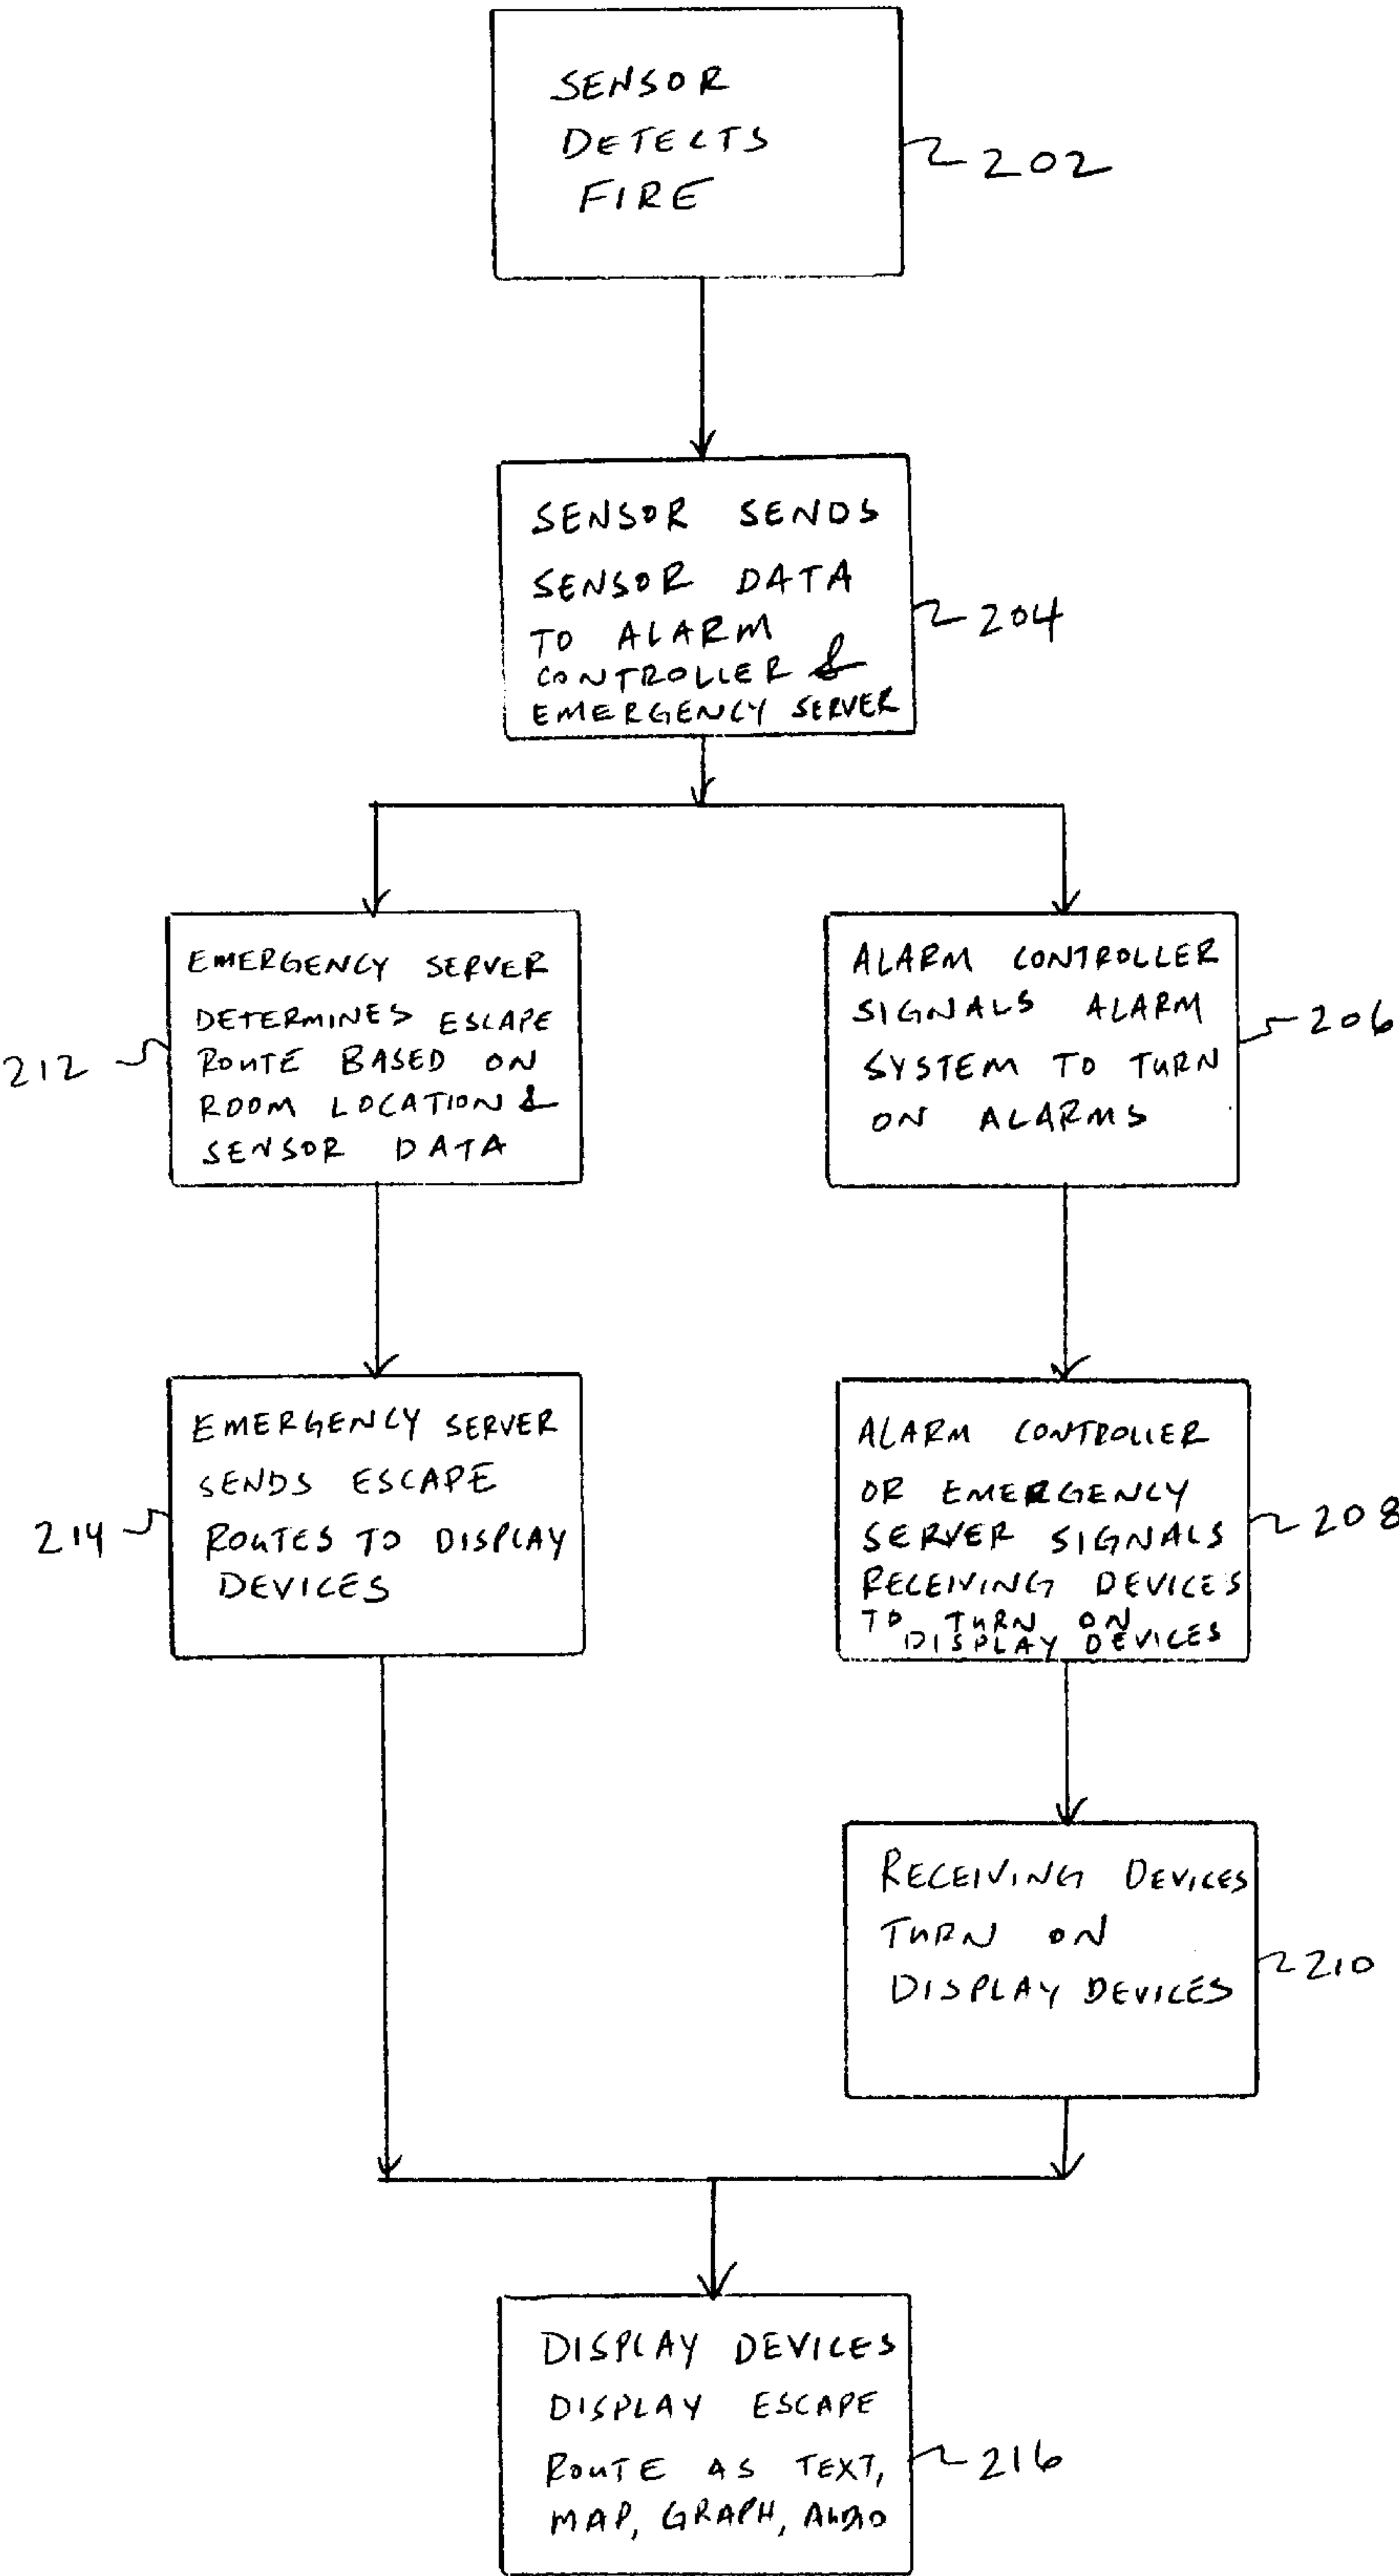 SENSOR
DETECTS
FIRE
202
SENSOR SENDS
SENSOR DATA
TO ALARM
CONTROLLER &
EMERGENCY SERVER
204
EMERGENCY SERVER
DETERMINES ESCAPE
ROUTE BASED ON
ROOM LOCATION &
SENSOR DATA
212
ALARM CONTROLLER
SIGNALS ALARM
SYSTEM TO TURN
ON ALARMS
206
EMERGENCY SERVER
SENDS ESCAPE
ROUTES TO DISPLAY
DEVICES
214
ALARM CONTROLLER
OR EMERGENCY
SERVER SIGNALS
RECEIVING DEVICES
TO TURN ON
DISPLAY DEVICES
208
RECEIVING DEVICES
TURN ON
DISPLAY DEVICES
210
DISPLAY DEVICES
DISPLAY ESCAPE
ROUTE AS TEXT,
MAP, GRAPH, AUDIO
216